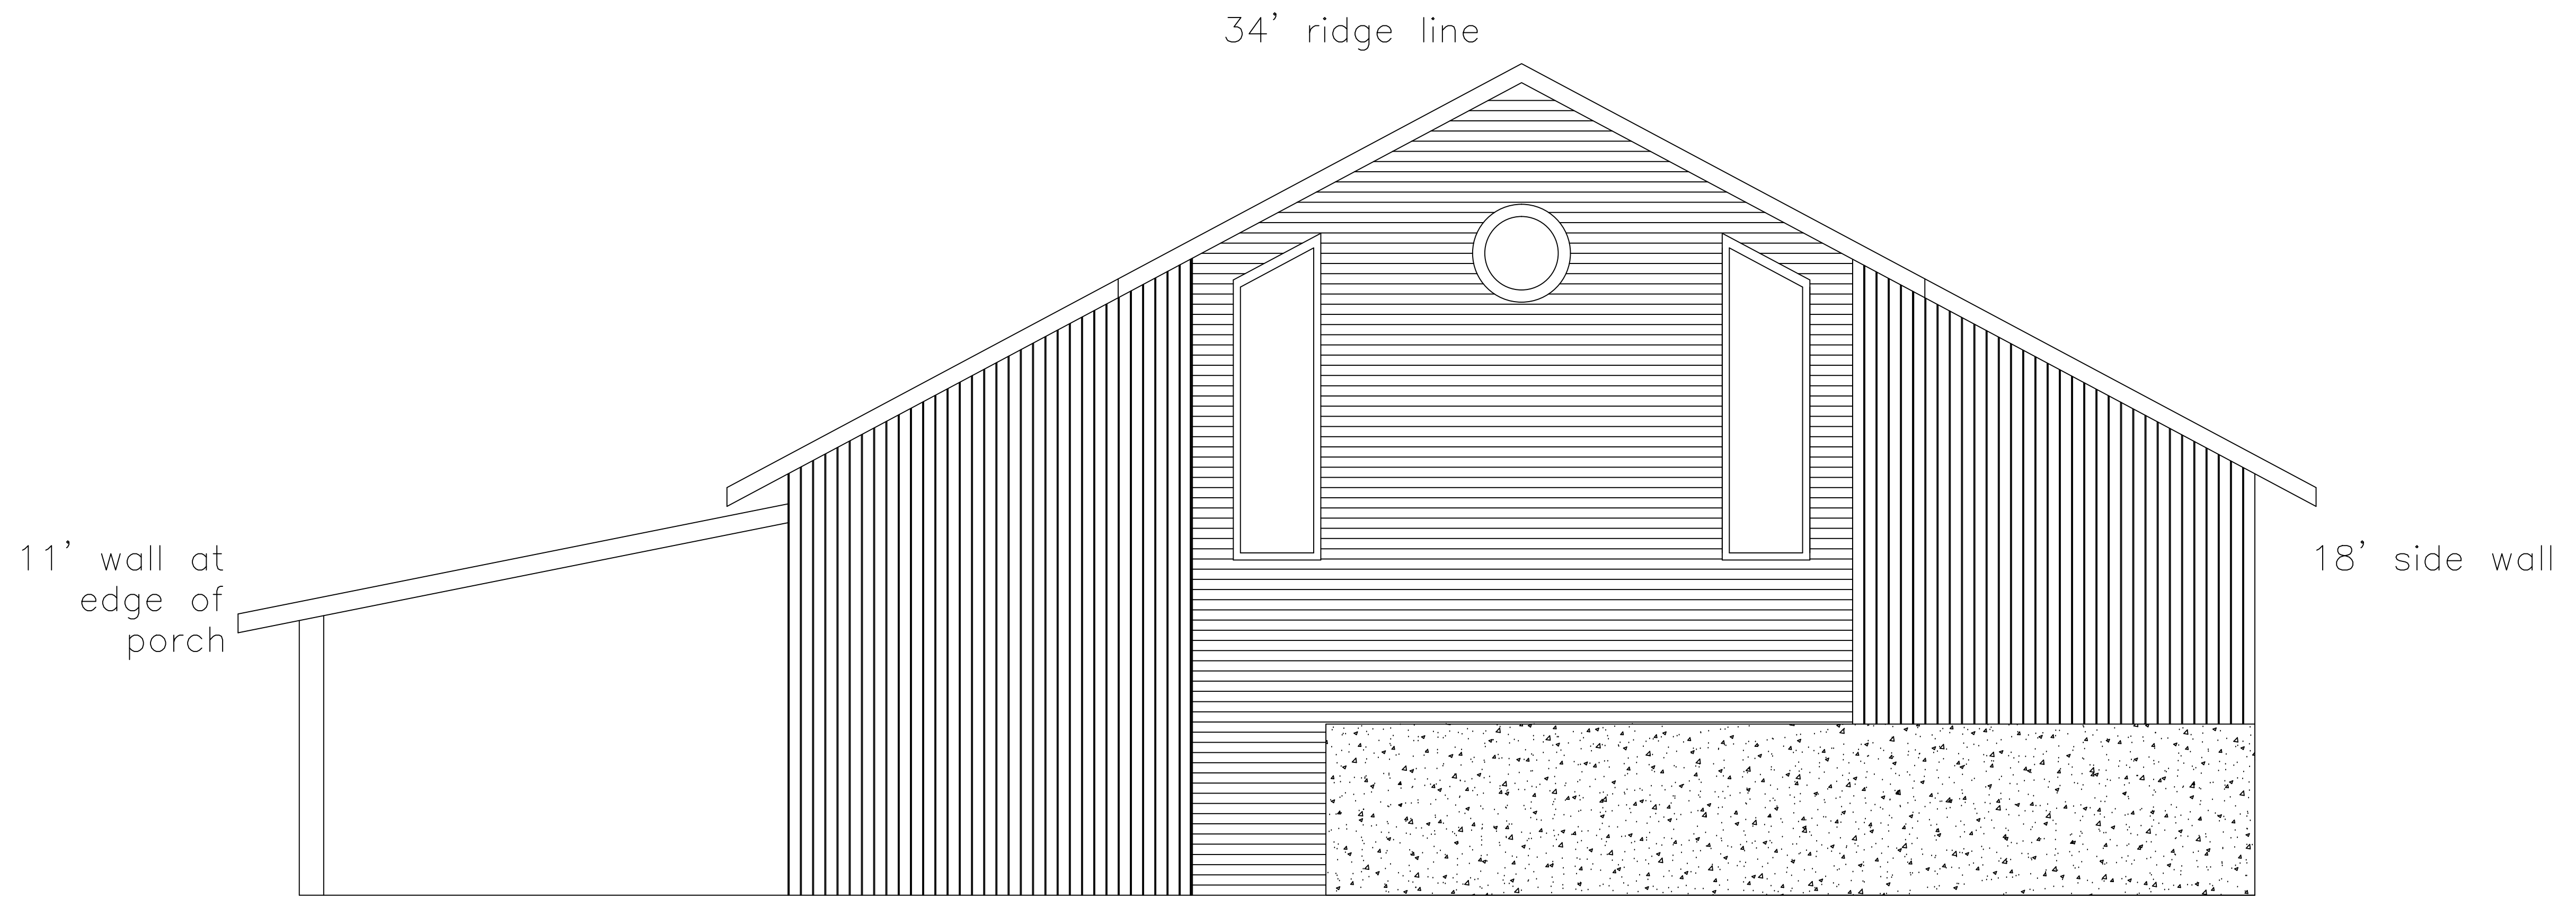 34' ridge line
11' wall at
edge of
porch
18' side wall